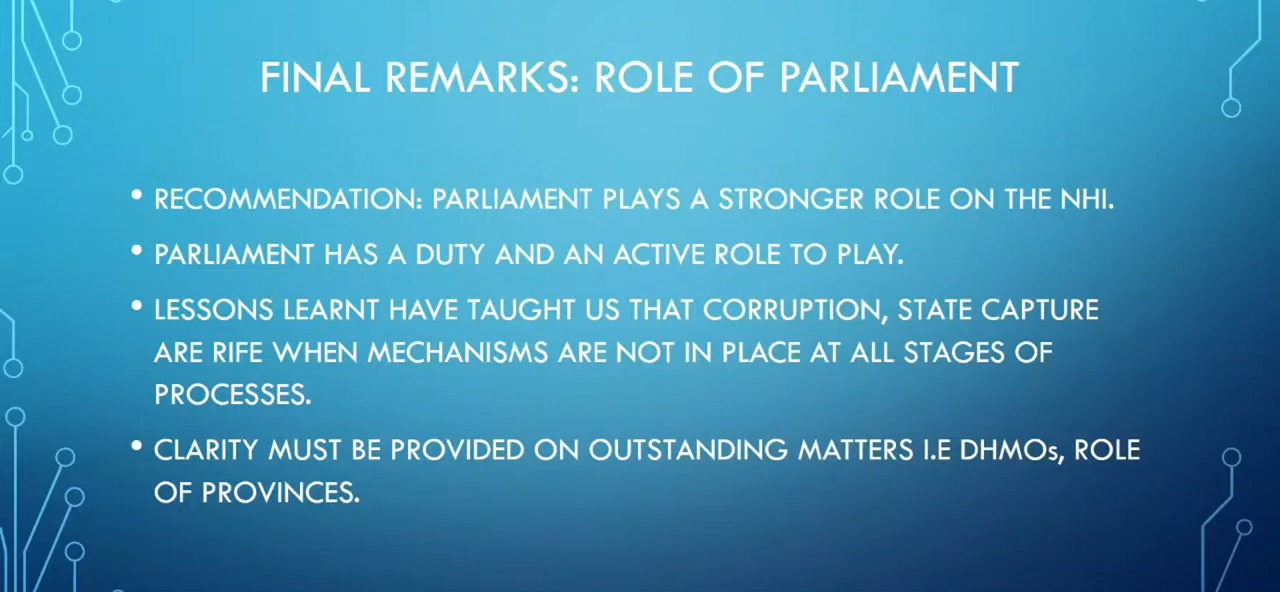 FINAL REMARKS: ROLE OF PARLIAMENT
• RECOMMENDATION: PARLIAMENT PLAYS A STRONGER ROLE ON THE NHI.
• PARLIAMENT HAS A DUTY AND AN ACTIVE ROLE TO PLAY.
• LESSONS LEARNT HAVE TAUGHT US THAT CORRUPTION, STATE CAPTURE
ARE RIFE WHEN MECHANISMS ARE NOT IN PLACE AT ALL STAGES OF
PROCESSES.
• CLARITY MUST BE PROVIDED ON OUTSTANDING MATTERS I.E DHMOs, ROLE
OF PROVINCES.